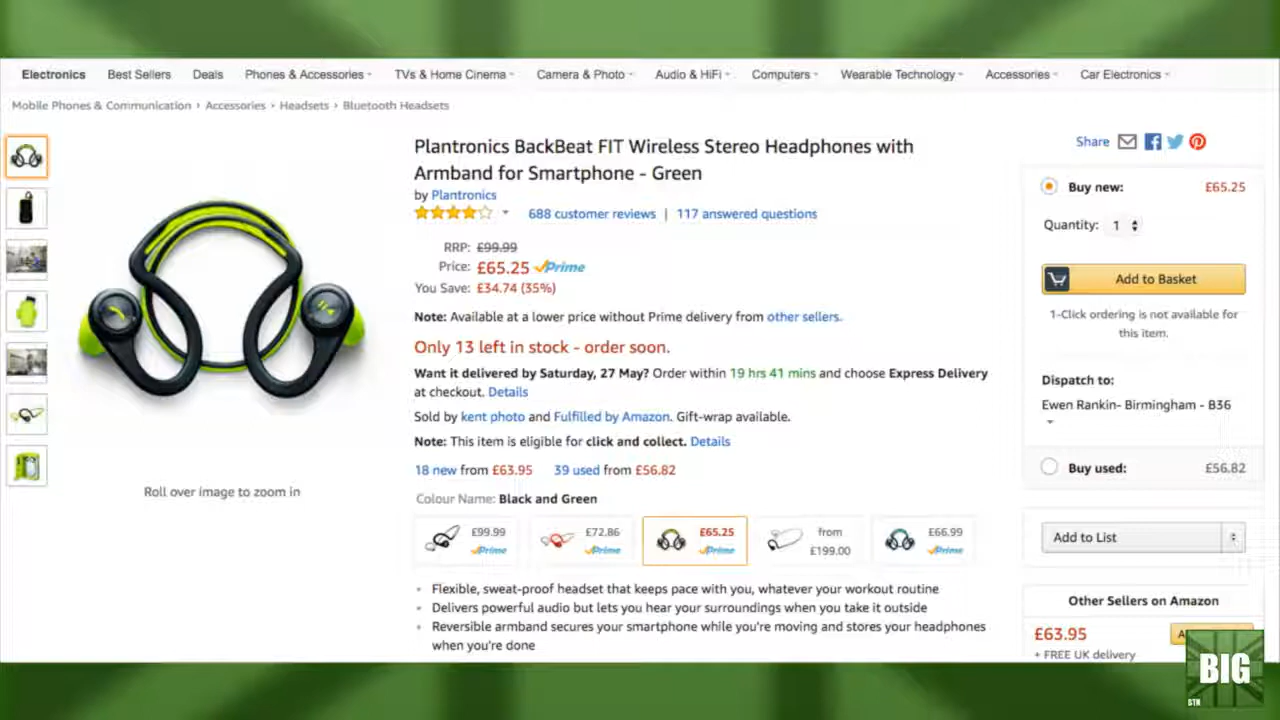 Electronics Best Sellers Deals Phones & Accessories TVs & Home Cinema Camera & Photo Audio & HiFi Computers Wearable Technology Accessories Car Electronics
Mobile Phones & Communication › Accessories › Headsets › Bluetooth Headsets
Plantronics BackBeat FIT Wireless Stereo Headphones with
Armband for Smartphone - Green
by Plantronics
688 customer reviews | 117 answered questions
RRP: £99.99
Price: £65.25 Prime
You Save: £34.74 (35%)
Note: Available at a lower price without Prime delivery from other sellers.
Only 13 left in stock - order soon.
Want it delivered by Saturday, 27 May? Order within 19 hrs 41 mins and choose Express Delivery
at checkout. Details
Sold by kent photo and Fulfilled by Amazon. Gift-wrap available.
Note: This item is eligible for click and collect. Details
18 new from £63.95 39 used from £56.82
Colour Name: Black and Green
£99.99 Prime
£72.86 Prime
£65.25 Prime
from £199.00
£66.99 Prime
Flexible, sweat-proof headset that keeps pace with you, whatever your workout routine
Delivers powerful audio but lets you hear your surroundings when you take it outside
Reversible armband secures your smartphone while you're moving and stores your headphones
when you're done
Roll over image to zoom in
Share
Buy new: £65.25
Quantity: 1
Add to Basket
1-Click ordering is not available for
this item.
Dispatch to:
Ewen Rankin- Birmingham - B36
Buy used: £56.82
Add to List
Other Sellers on Amazon
£63.95
+ FREE UK delivery
BIG
STN